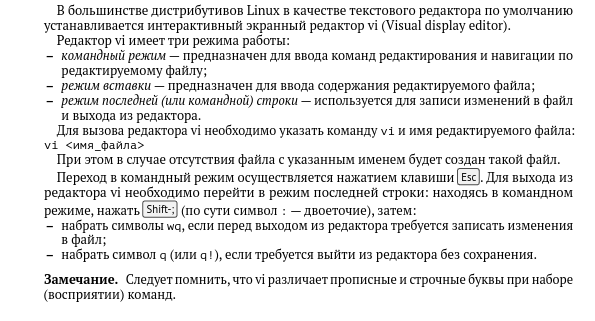 В большинстве дистрибутивов Linux в качестве текстового редактора по умолчанию
устанавливается интерактивный экранный редактор vi (Visual display editor).
Редактор vi имеет три режима работы:
– командный режим — предназначен для ввода команд редактирования и навигации по
редактируемому файлу;
– режим вставки — предназначен для ввода содержания редактируемого файла;
– режим последней (или командной) строки — используется для записи изменений в файл
и выхода из редактора.
Для вызова редактора vi необходимо указать команду vi и имя редактируемого файла:
vi <имя_файла>
При этом в случае отсутствия файла с указанным именем будет создан такой файл.
Переход в командный режим осуществляется нажатием клавиши Esc. Для выхода из
редактора vi необходимо перейти в режим последней строки: находясь в командном
режиме, нажать Shift-; (по сути символ : — двоеточие), затем:
– набрать символы wq, если перед выходом из редактора требуется записать изменения
в файл;
– набрать символ q (или q!), если требуется выйти из редактора без сохранения.
Замечание. Следует помнить, что vi различает прописные и строчные буквы при наборе
(восприятии) команд.